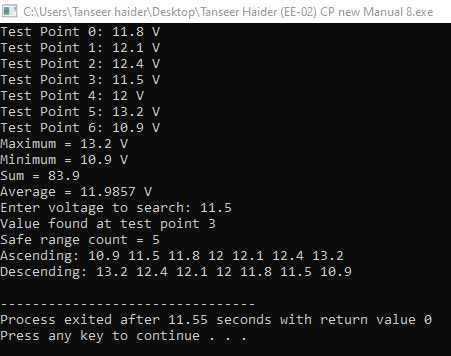 C:\Users\Tanseer haider\Desktop\Tanseer Haider (EE-02) CP new Manual 8.exe
Test Point 0: 11.8 V
Test Point 1: 12.1 V
Test Point 2: 12.4 V
Test Point 3: 11.5 V
Test Point 4: 12 V
Test Point 5: 13.2 V
Test Point 6: 10.9 V
Maximum = 13.2 V
Minimum = 10.9 V
Sum = 83.9
Average = 11.9857 V
Enter voltage to search: 11.5
Value found at test point 3
Safe range count = 5
Ascending: 10.9 11.5 11.8 12 12.1 12.4 13.2
Descending: 13.2 12.4 12.1 12 11.8 11.5 10.9
--------------------------------
Process exited after 11.55 seconds with return value 0
Press any key to continue . . .